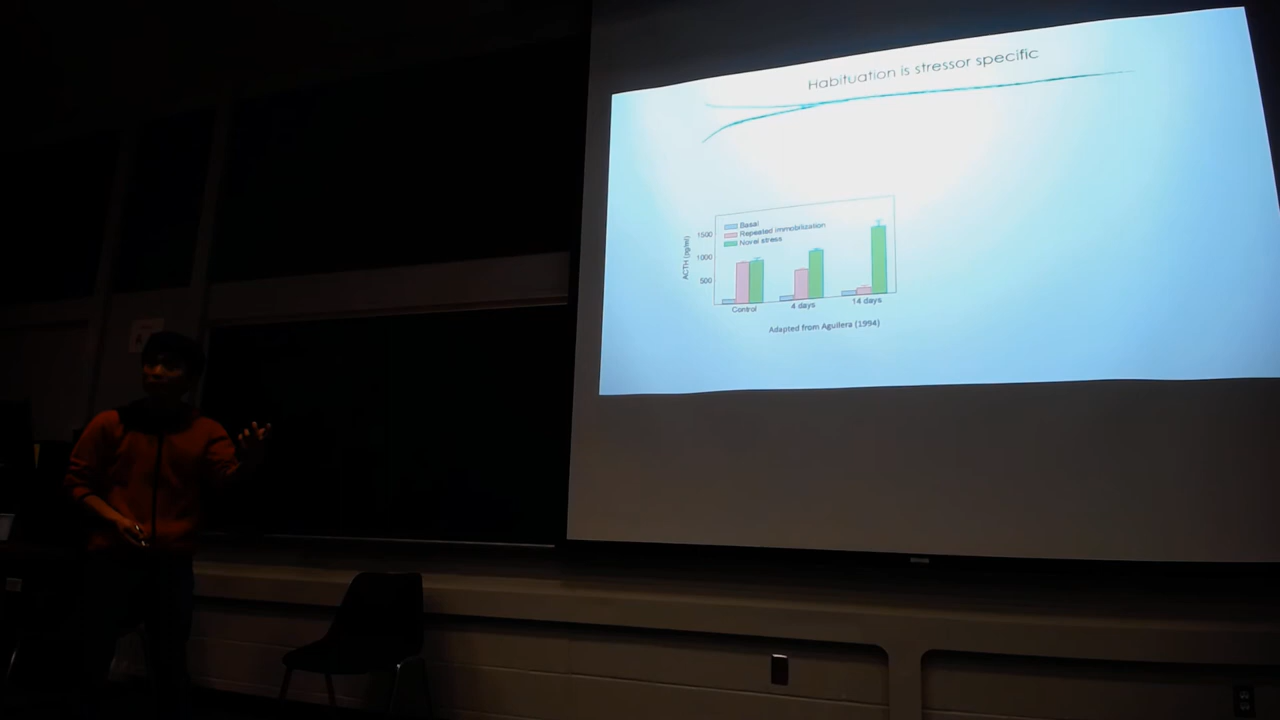 Habituation is stressor specific
Basal
Repeated immobilization
Novel stress
ACTH (pg/ml)
1500
1000
500
Control
4 days
14 days
Adapted from Aguilera (1994)